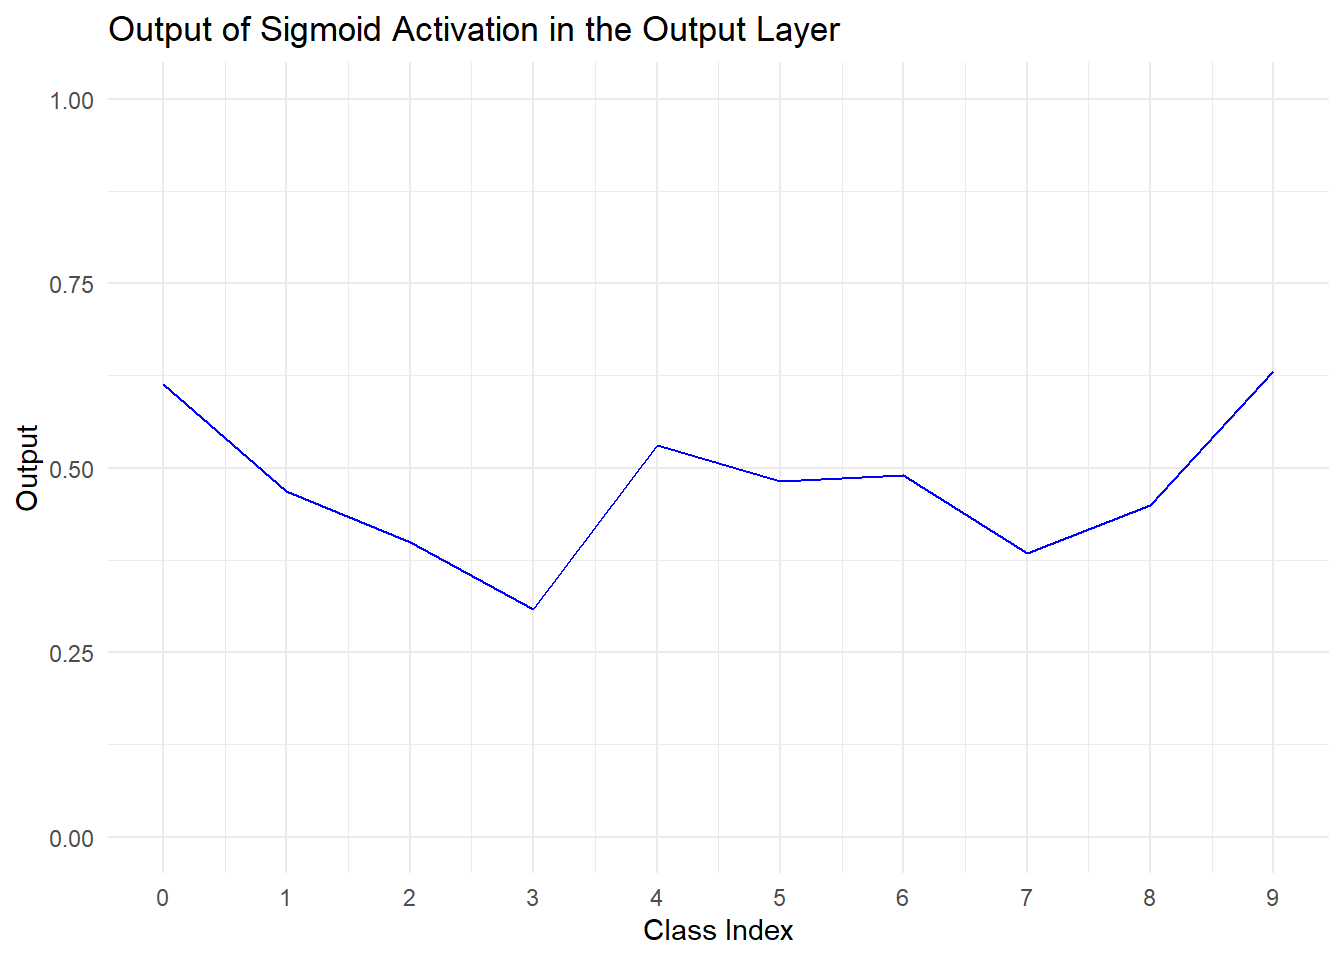 Output of Sigmoid Activation in the Output Layer
1.00
0.75
0.50
0.25
0.00
Output
0 1 2 3 4 5 6 7 8 9
Class Index